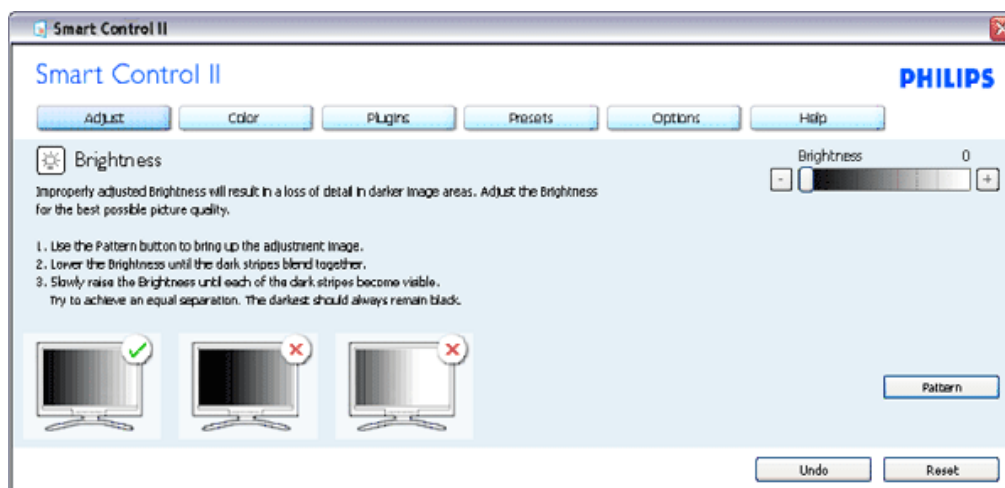 Smart Control II
Smart Control II
PHILIPS
Adjust Color Plugins Presets Options Help
Brightness
Brightness 0
Improperly adjusted Brightness will result in a loss of detail in darker image areas. Adjust the Brightness
for the best possible picture quality.
1. Use the Pattern button to bring up the adjustment image.
2. Lower the Brightness until the dark stripes blend together.
3. Slowly raise the Brightness until each of the dark stripes become visible.
Try to achieve an equal separation. The darkest should always remain black.
Pattern
Undo Reset